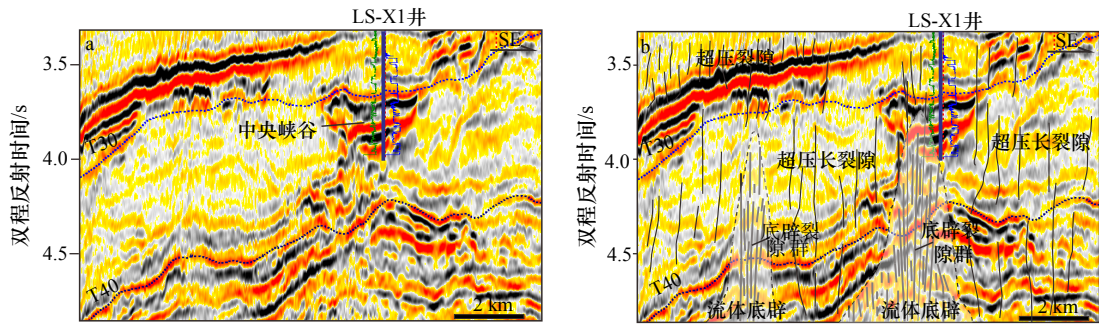 LS-X1井
a
SE
3.5
T30
中央峡谷
4.0
双程反射时间/s
4.5
T40
2 km
LS-X1井
b
SE
超压裂隙
3.5
T30
超压长裂隙
超压长裂隙
4.0
双程反射时间/s
底辟裂
隙群
底辟裂
隙群
4.5
T40
流体底辟
流体底辟
2 km